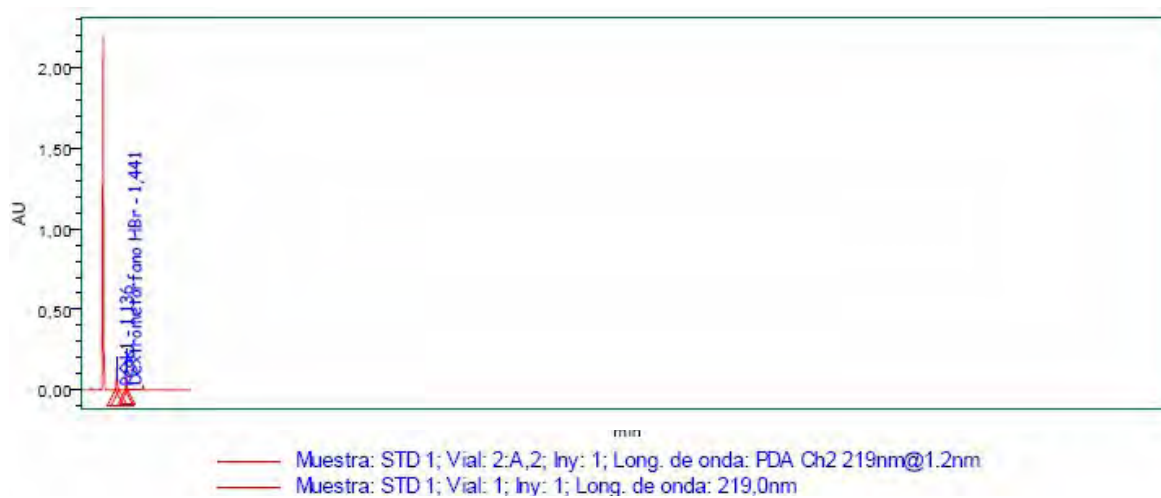 2,00
1,50
AU
1,00
0,50
0,00
Dextrometorfano HBr - 1,441
- 1,136
min
Muestra: STD 1; Vial: 2:A,2; Iny: 1; Long. de onda: PDA Ch2 219nm@1.2nm
Muestra: STD 1; Vial: 1; Iny: 1; Long. de onda: 219,0nm